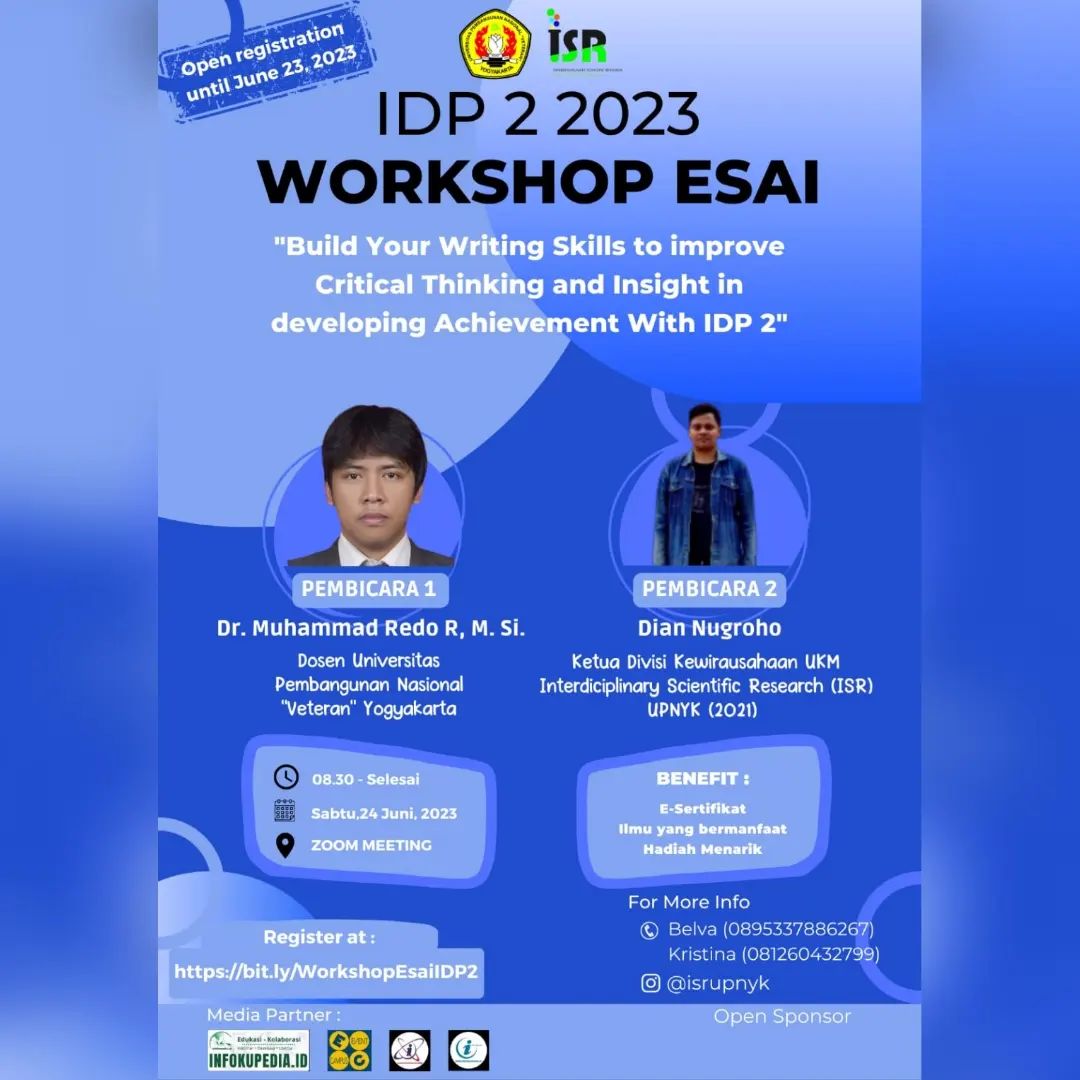 Open registration
until June 23, 2023
ISR
IDP 2 2023
WORKSHOP ESAI
"Build Your Writing Skills to improve
Critical Thinking and Insight in
developing Achievement With IDP 2"
PEMBICARA 1
Dr. Muhammad Redo R, M. Si.
Dosen Universitas
Pembangunan Nasional
"Veteran" Yogyakarta
PEMBICARA 2
Dian Nugroho
Ketua Divisi Kewirausahaan UKM
Interdiciplinary Scientific Research (ISR)
UPNYK (2021)
08.30 - Selesai
Sabtu,24 Juni, 2023
ZOOM MEETING
BENEFIT :
E-Sertifikat
Ilmu yang bermanfaat
Hadiah Menarik
For More Info
Belva (0895337886267)
Kristina (081260432799)
@isrupnyk
Register at :
https://bit.ly/WorkshopEsaiIDP2
Media Partner :
Open Sponsor
Edukasi - Kolaborasi
INFOKUPEDIA.ID
EVENT
CAMPUS